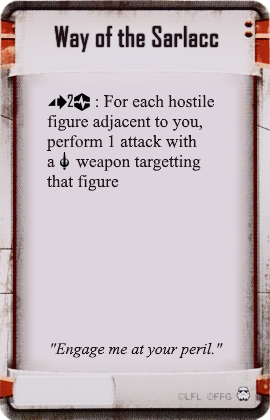 Way of the Sarlacc
2 : For each hostile
figure adjacent to you,
perform 1 attack with
a weapon targetting
that figure
"Engage me at your peril."
©LFL ©FFG